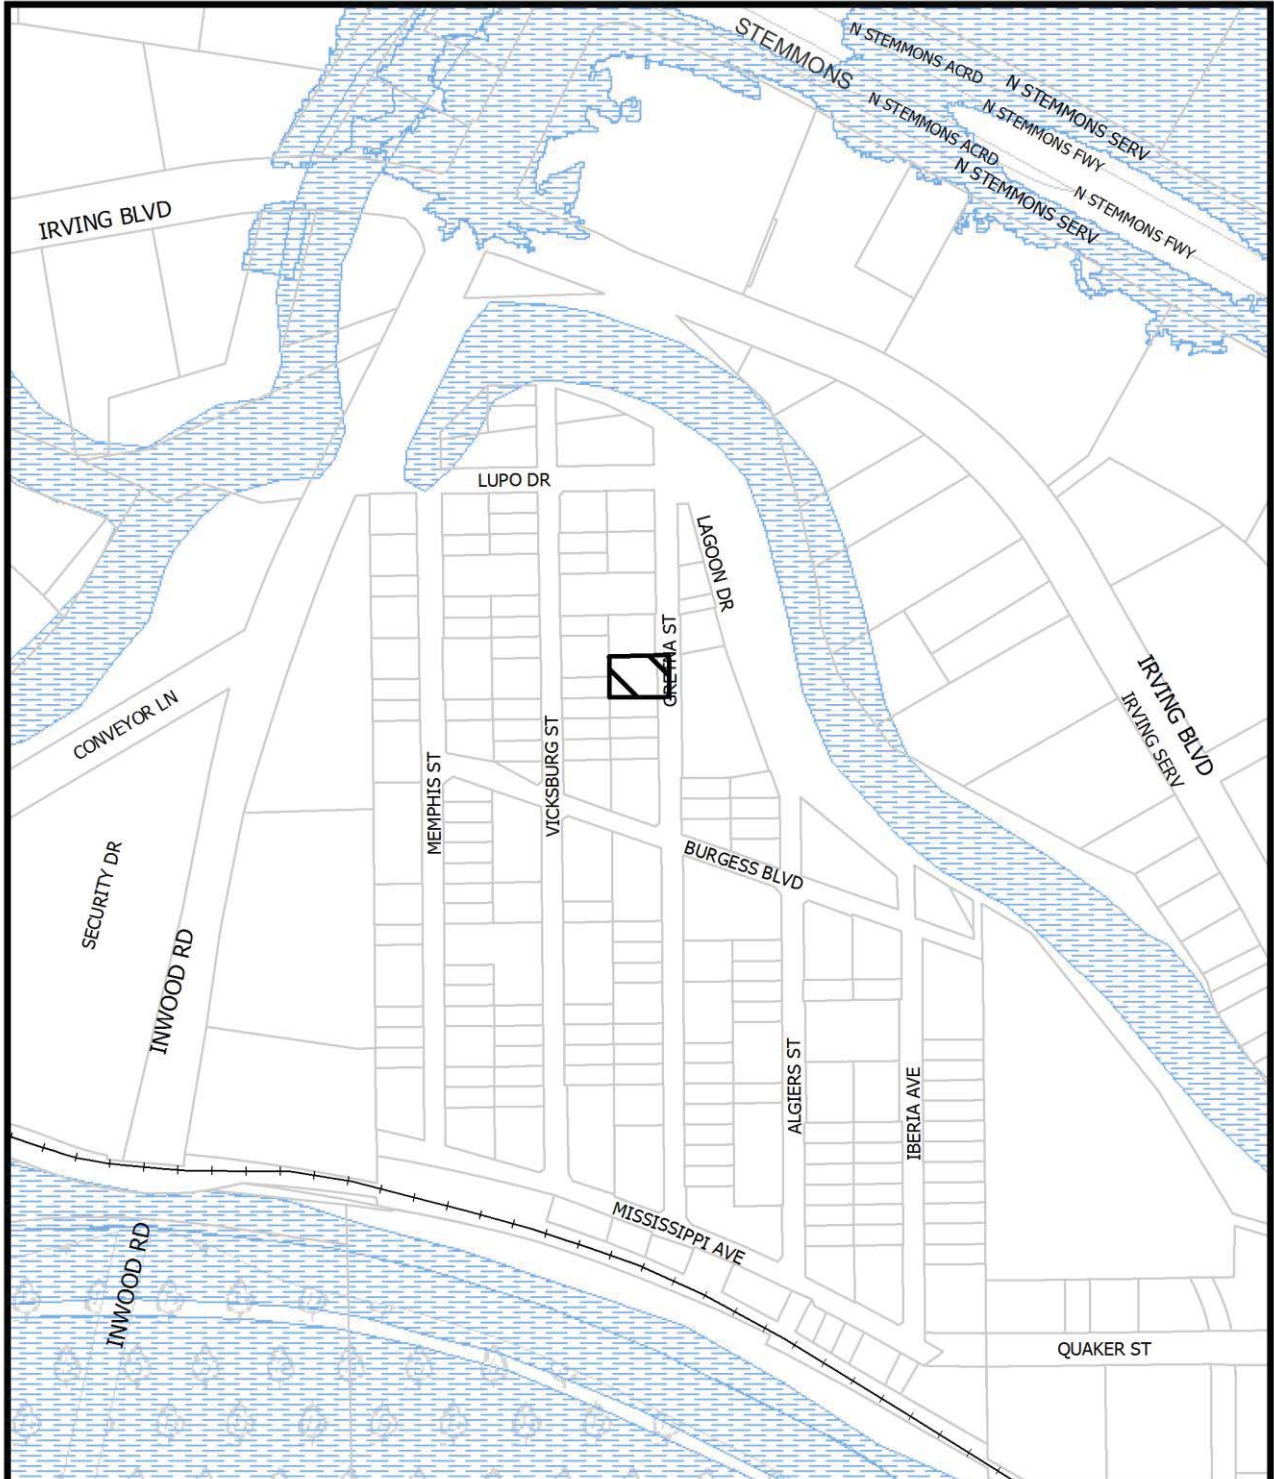 STEMMONS
N STEMMONS ACRD
N STEMMONS SERV
N STEMMONS FWY
N STEMMONS ACRD
N STEMMONS SERV
N STEMMONS FWY
IRVING BLVD
LUPO DR
LAGOON DR
GRETNA ST
IRVING BLVD
IRVING SERV
CONVEYOR LN
VICKSBURG ST
MEMPHIS ST
BURGESS BLVD
SECURITY DR
INWOOD RD
ALGIERS ST
IBERIA AVE
MISSISSIPPI AVE
INWOOD RD
QUAKER ST